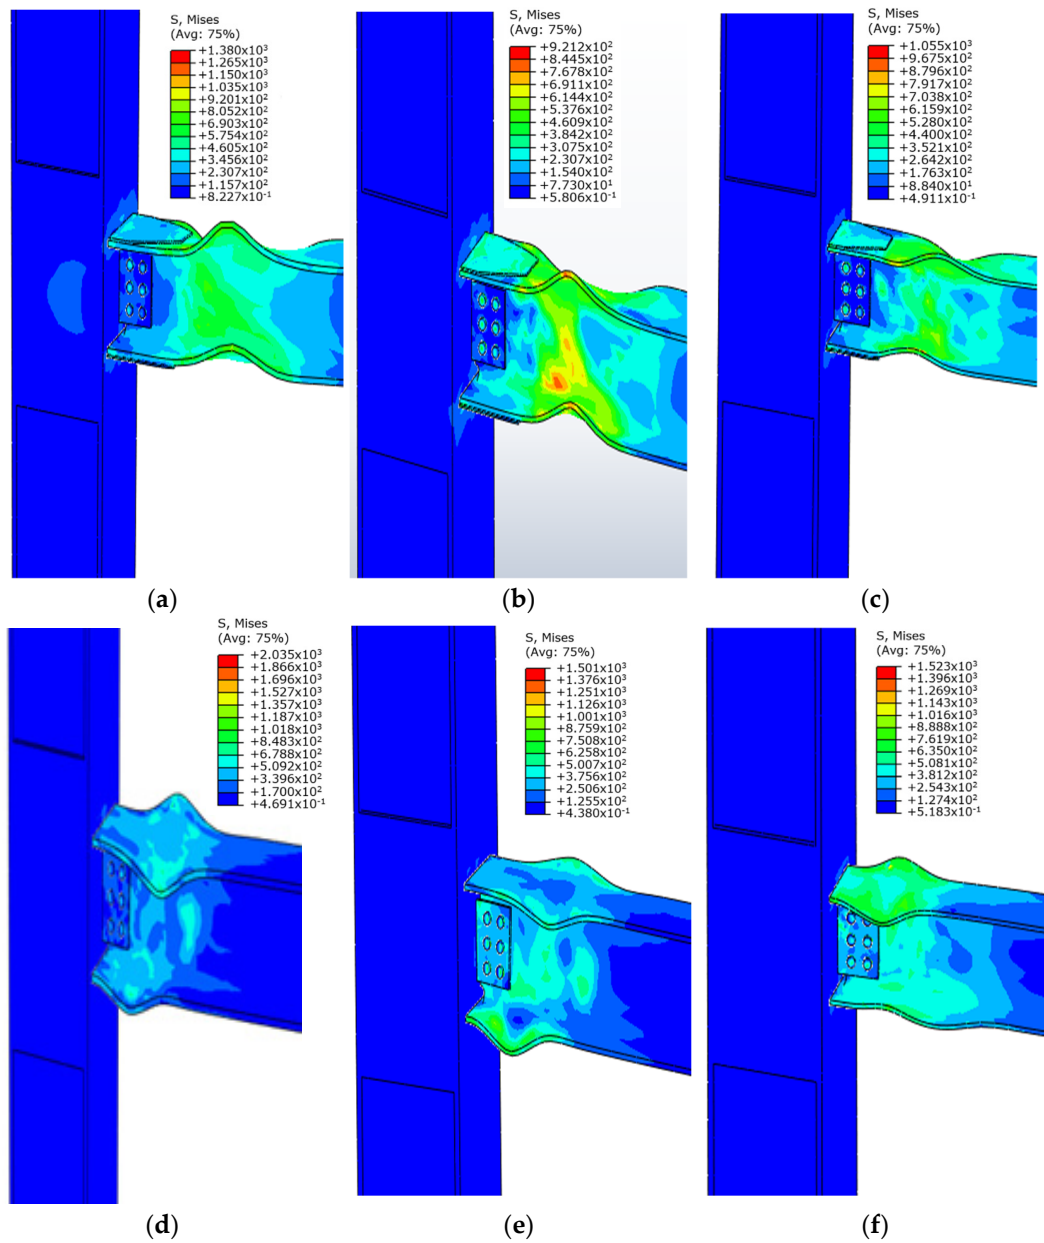 S, Mises
(Avg: 75%)
+1.380x10³
+1.265x10³
+1.150x10³
+1.035x10³
+9.201x10²
+8.052x10²
+6.903x10²
+5.754x10²
+4.605x10²
+3.456x10²
+2.307x10²
+1.157x10²
+8.227x10⁻¹
(a)
S, Mises
(Avg: 75%)
+9.212x10²
+8.445x10²
+7.678x10²
+6.911x10²
+6.144x10²
+5.376x10²
+4.609x10²
+3.842x10²
+3.075x10²
+2.307x10²
+1.540x10²
+7.730x10¹
+5.806x10⁻¹
(b)
S, Mises
(Avg: 75%)
+1.055x10³
+9.675x10²
+8.796x10²
+7.917x10²
+7.038x10²
+6.159x10²
+5.280x10²
+4.400x10²
+3.521x10²
+2.642x10²
+1.763x10²
+8.840x10¹
+4.911x10⁻¹
(c)
S, Mises
(Avg: 75%)
+2.035x10³
+1.866x10³
+1.696x10³
+1.527x10³
+1.357x10³
+1.187x10³
+1.018x10³
+8.483x10²
+6.788x10²
+5.092x10²
+3.396x10²
+1.700x10²
+4.691x10⁻¹
(d)
S, Mises
(Avg: 75%)
+1.501x10³
+1.376x10³
+1.251x10³
+1.126x10³
+1.001x10³
+8.759x10²
+7.508x10²
+6.258x10²
+5.007x10²
+3.756x10²
+2.506x10²
+1.255x10²
+4.380x10⁻¹
(e)
S, Mises
(Avg: 75%)
+1.523x10³
+1.396x10³
+1.269x10³
+1.143x10³
+1.016x10³
+8.888x10²
+7.619x10²
+6.350x10²
+5.081x10²
+3.812x10²
+2.543x10²
+1.274x10²
+5.183x10⁻¹
(f)